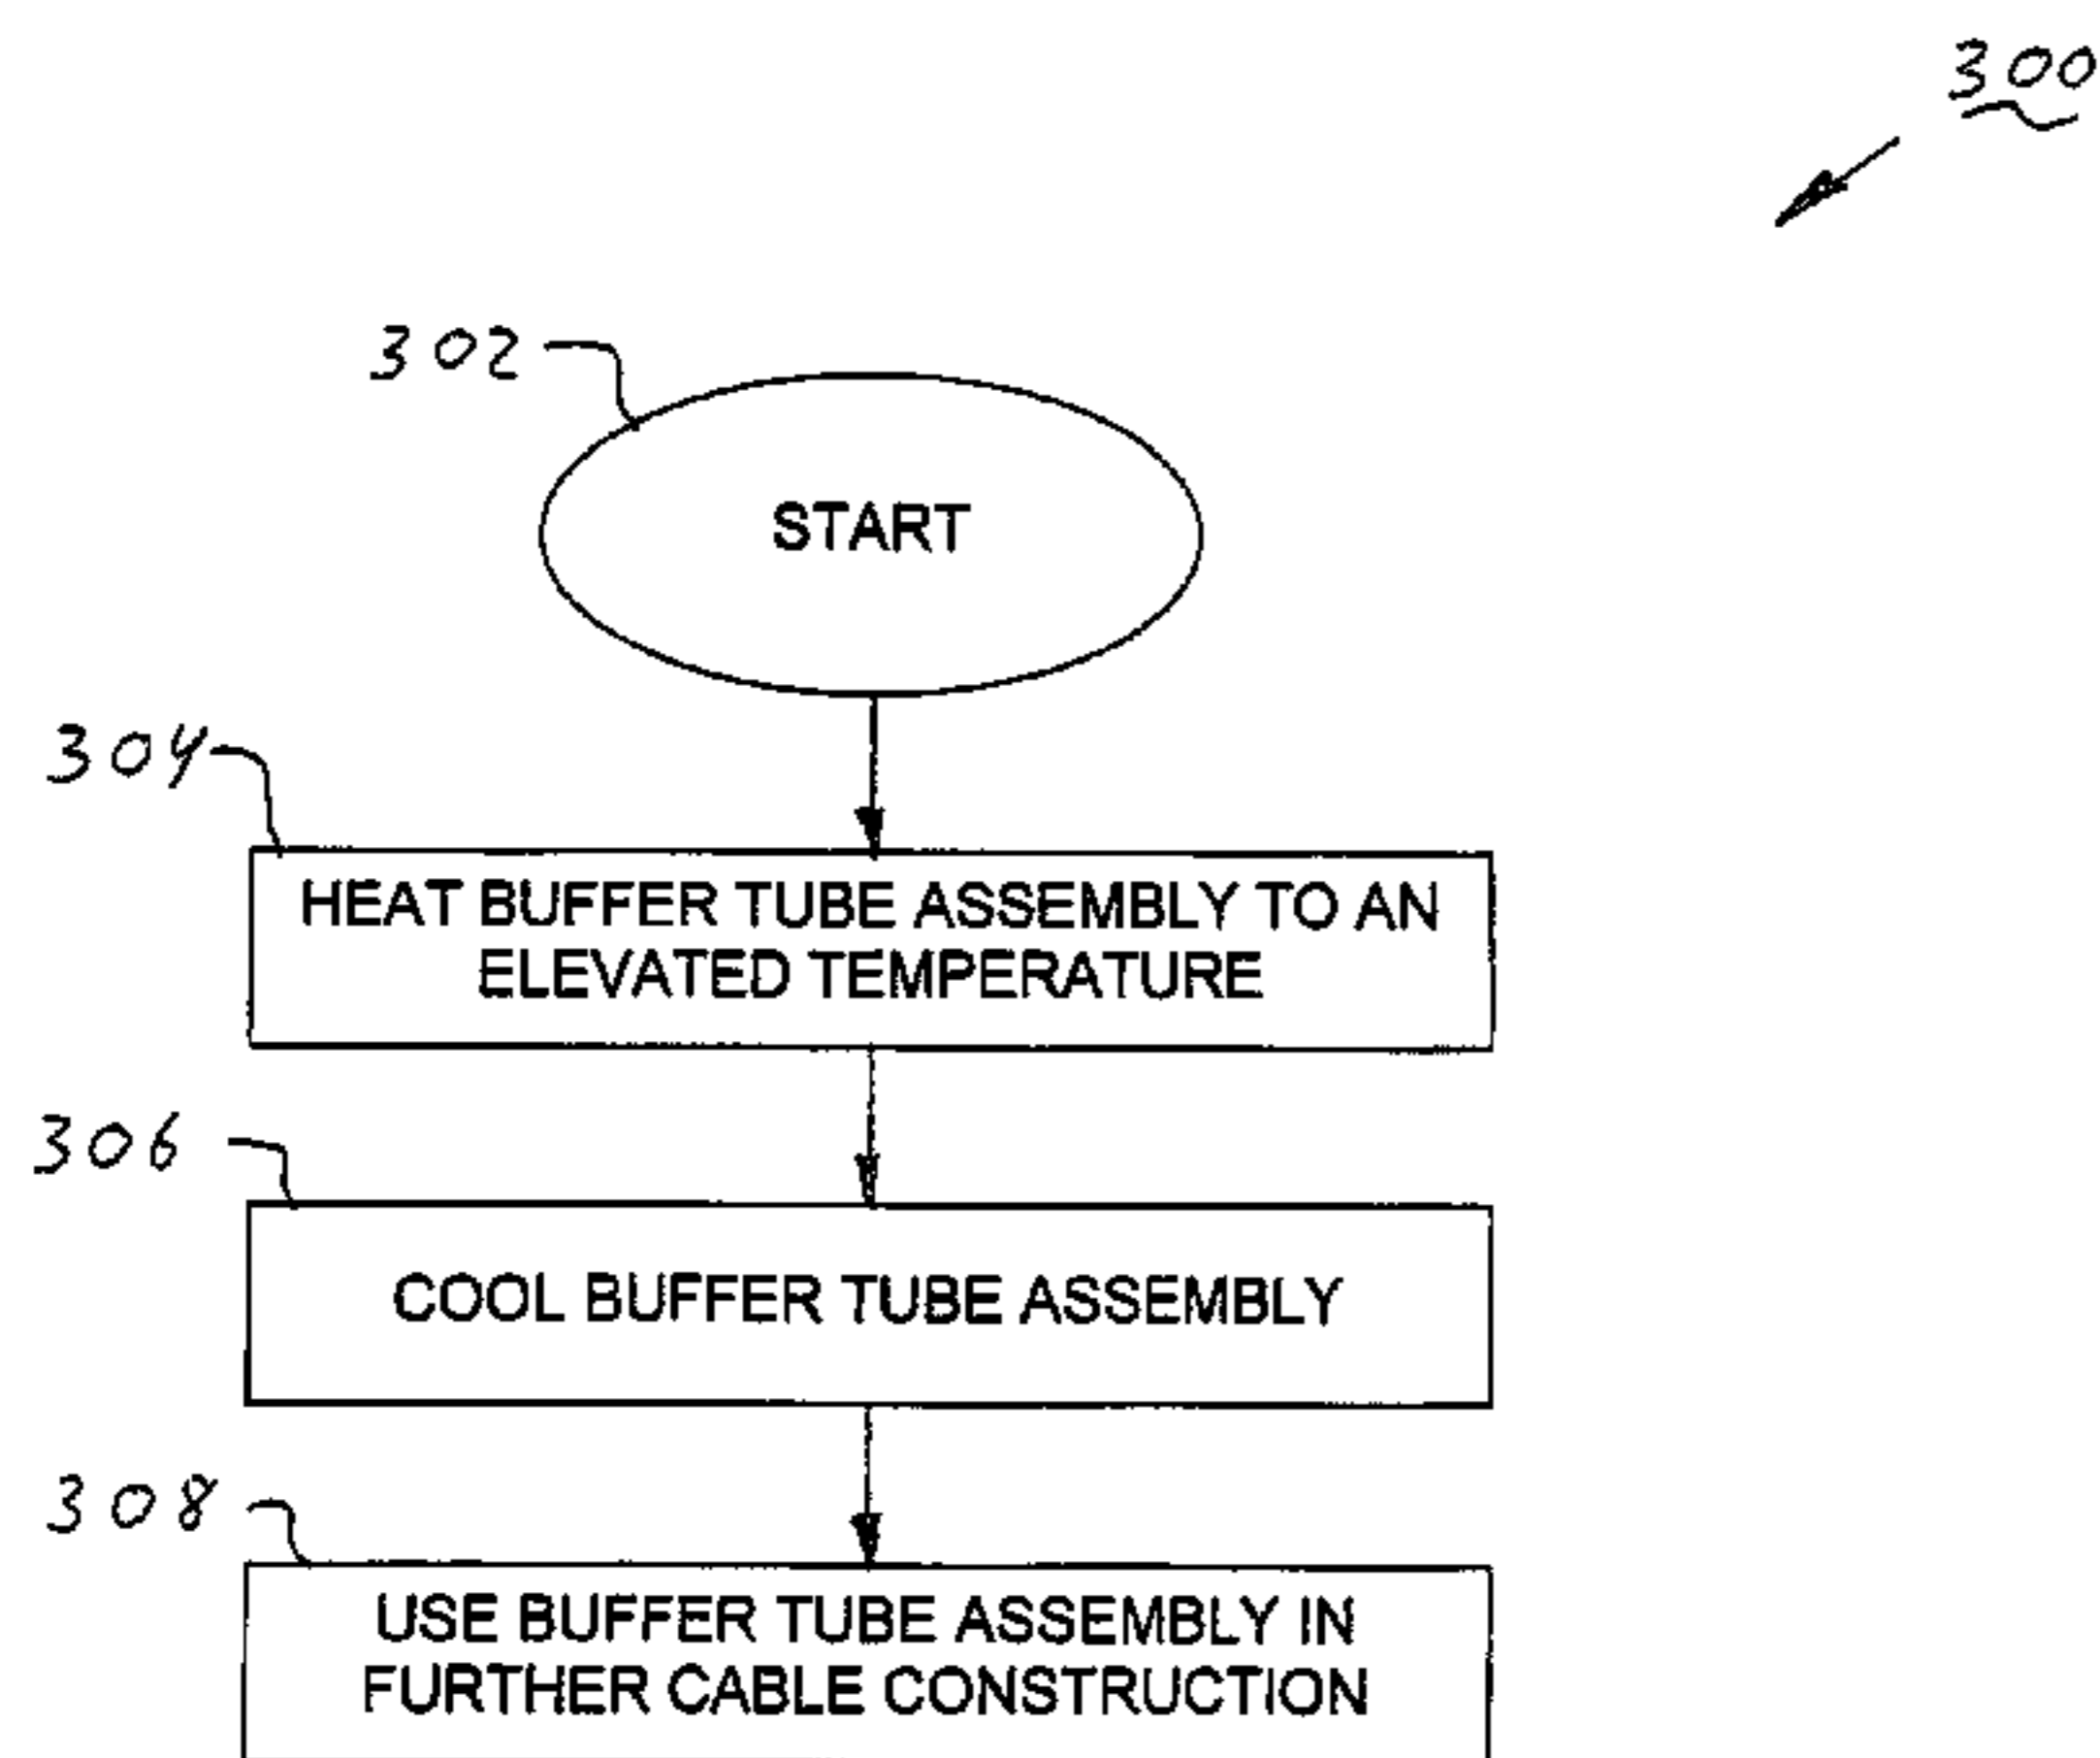 300
302
START
304
HEAT BUFFER TUBE ASSEMBLY TO AN
ELEVATED TEMPERATURE
306
COOL BUFFER TUBE ASSEMBLY
308
USE BUFFER TUBE ASSEMBLY IN
FURTHER CABLE CONSTRUCTION